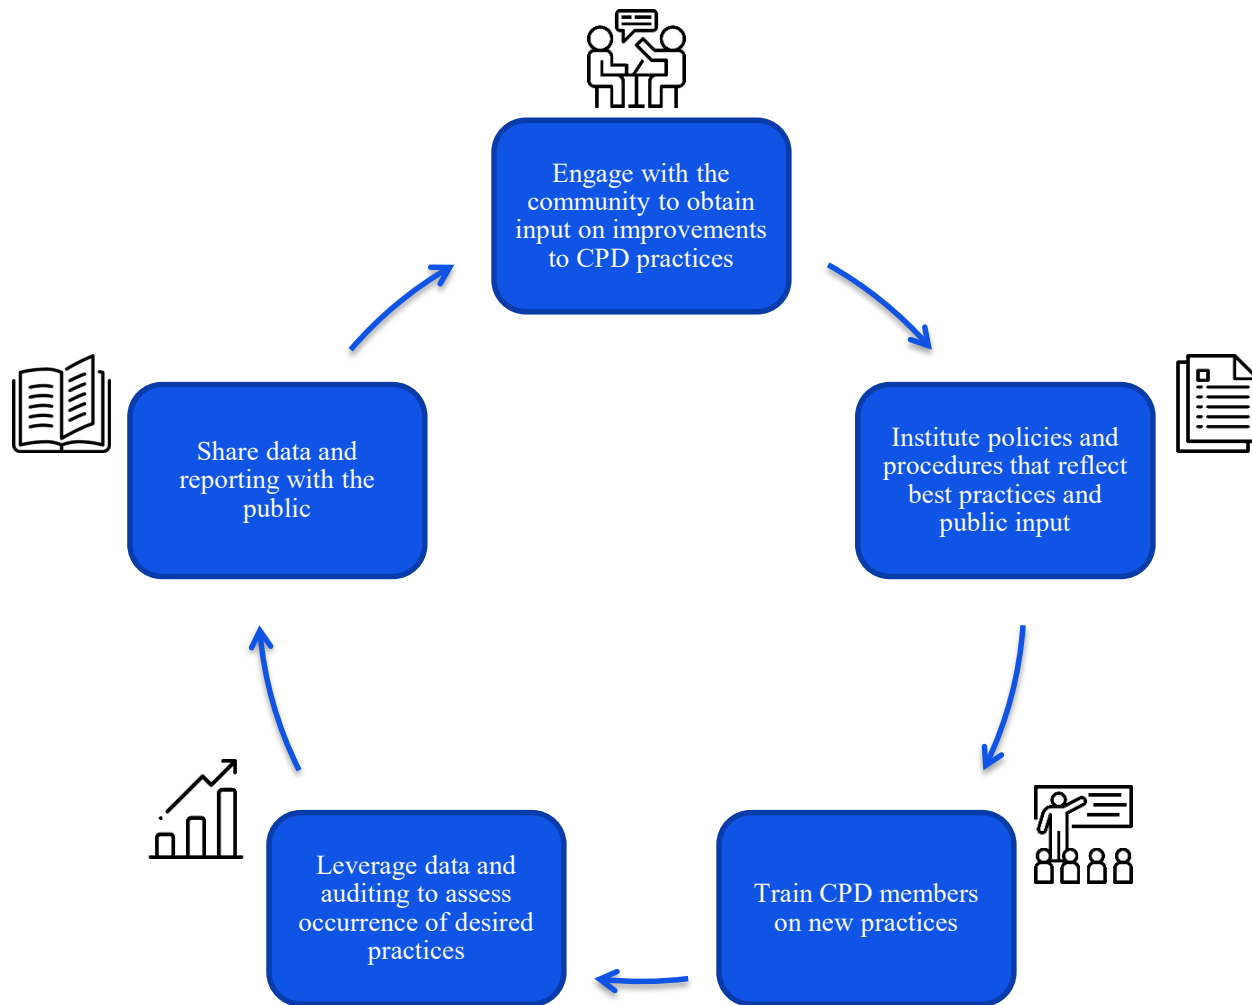 Engage with the
community to obtain
input on improvements
to CPD practices
Institute policies and
procedures that reflect
best practices and
public input
Train CPD members
on new practices
Leverage data and
auditing to assess
occurrence of desired
practices
Share data and
reporting with the
public